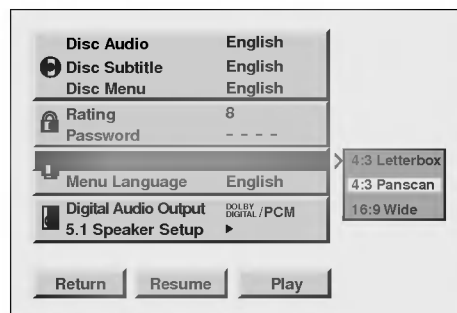 Disc Audio English
Disc Subtitle English
Disc Menu English
Rating 8
Password - - - -
Menu Language English
Digital Audio Output DOLBY DIGITAL /PCM
5.1 Speaker Setup ►
4:3 Letterbox
4:3 Panscan
16:9 Wide
Return Resume Play